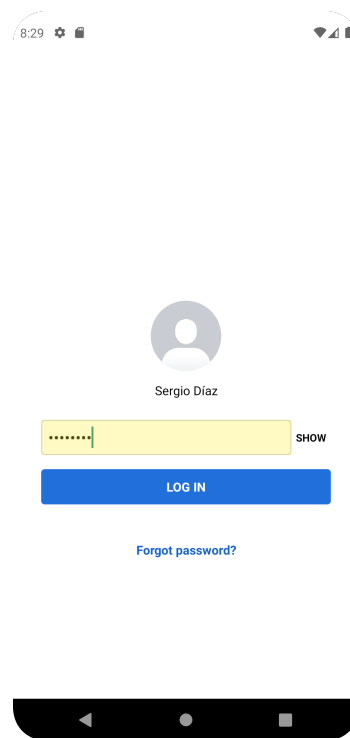 8:29
Sergio Díaz
••••••••
SHOW
LOG IN
Forgot password?